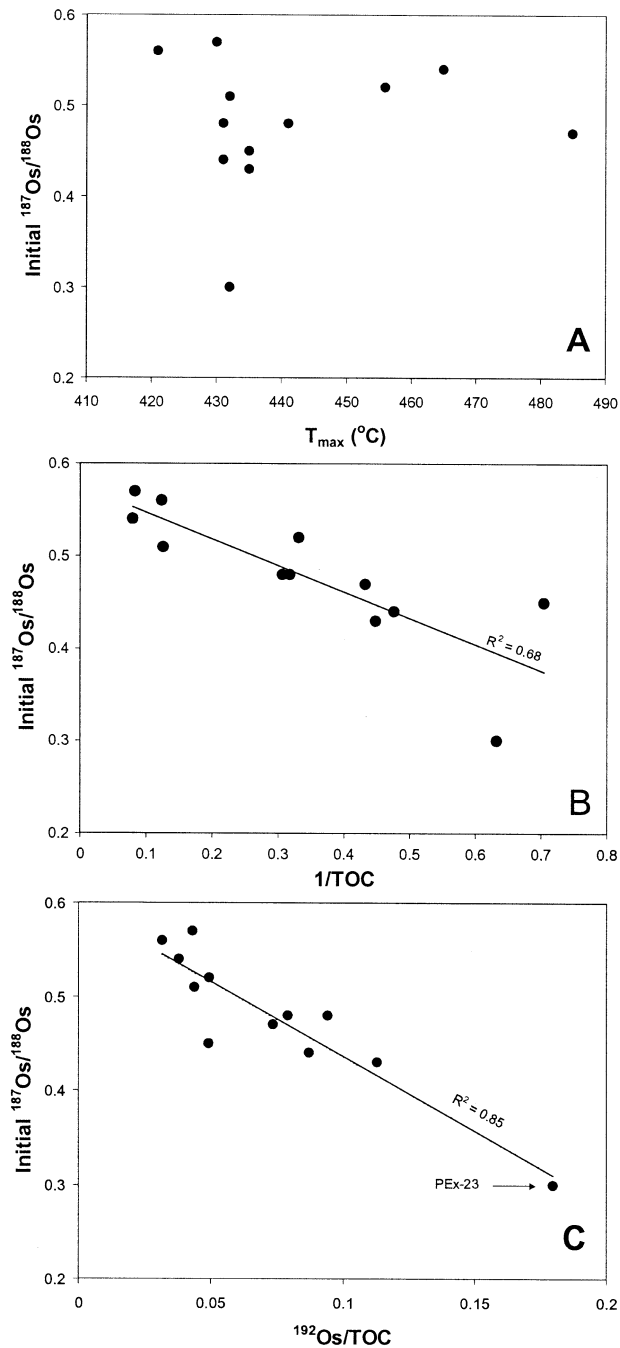 0.6
0.5
0.4
0.3
0.2
Initial ¹⁸⁷Os/¹⁸⁸Os
A
410 420 430 440 450 460 470 480 490
Tmax (°C)
0.6
0.5
0.4
0.3
0.2
Initial ¹⁸⁷Os/¹⁸⁸Os
R² = 0.68
B
0 0.1 0.2 0.3 0.4 0.5 0.6 0.7 0.8
1/TOC
0.6
0.5
0.4
0.3
0.2
Initial ¹⁸⁷Os/¹⁸⁸Os
R² = 0.85
PEx-23
C
0 0.05 0.1 0.15 0.2
¹⁹²Os/TOC